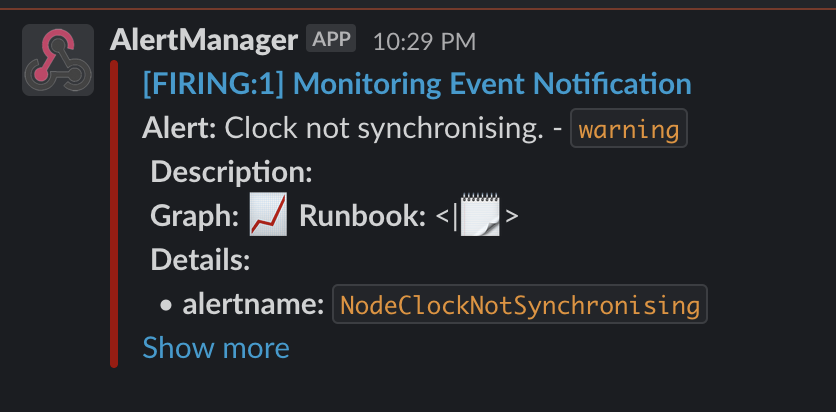 AlertManager APP 10:29 PM
[FIRING:1] Monitoring Event Notification
Alert: Clock not synchronising. - warning
Description:
Graph: 📈 Runbook: <|🗒>
Details:
• alertname: NodeClockNotSynchronising
Show more